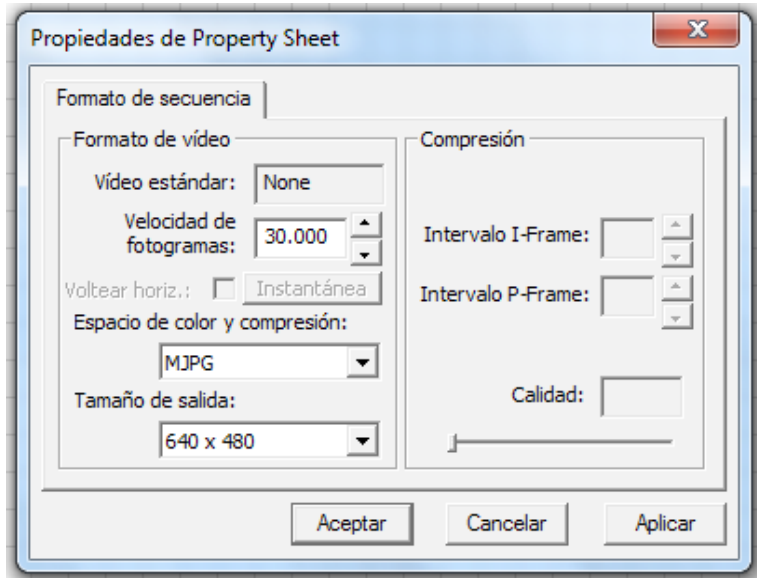 Propiedades de Property Sheet
Formato de secuencia
Formato de vídeo
Vídeo estándar: None
Velocidad de
fotogramas: 30.000
Voltear horiz.: Instantánea
Espacio de color y compresión:
MJPG
Tamaño de salida:
640 x 480
Compresión
Intervalo I-Frame:
Intervalo P-Frame:
Calidad:
Aceptar Cancelar Aplicar